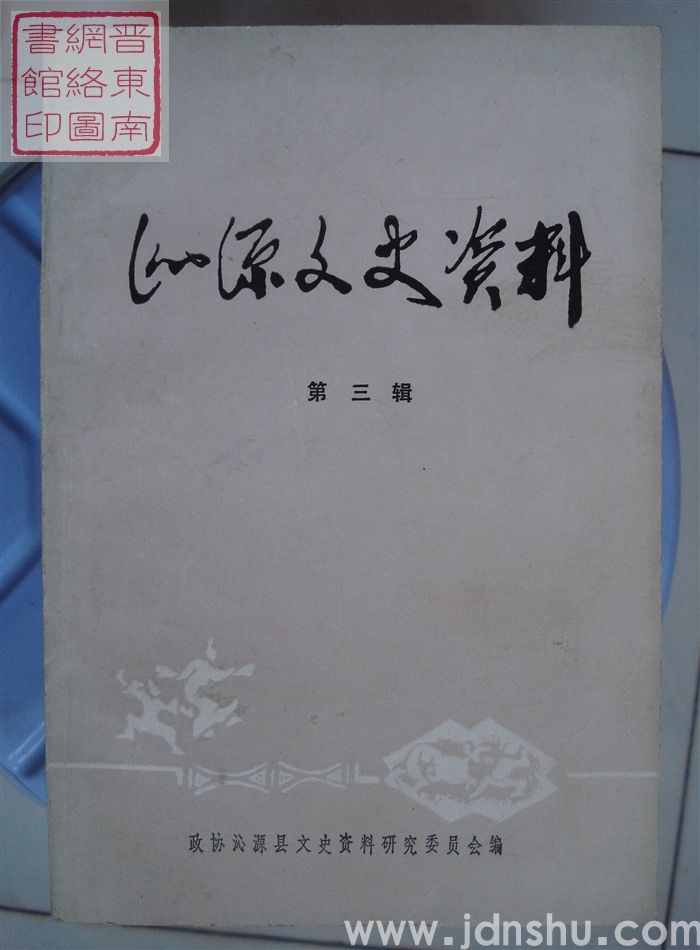 晋東南
網絡圖
書館印
沁源文史资料
第三辑
政协沁源县文史资料研究委员会编
www.jdnshu.com